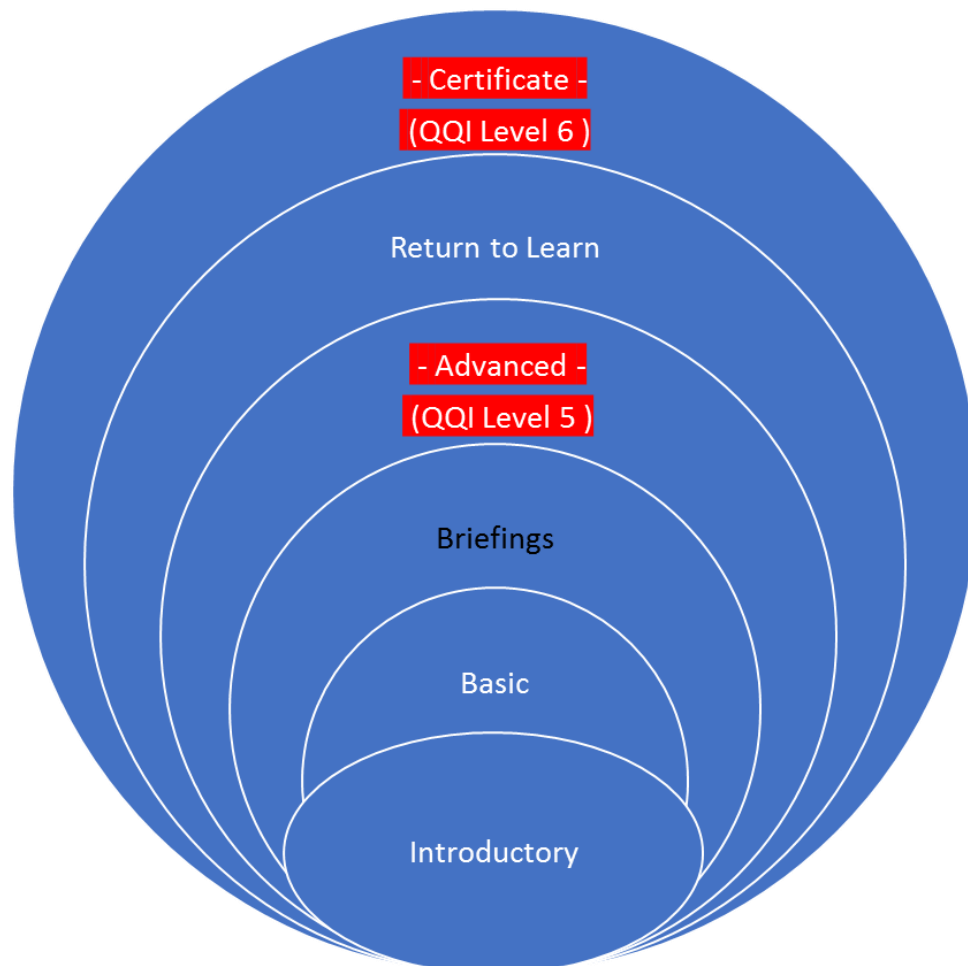 - Certificate -
(QQI Level 6 )
Return to Learn
- Advanced -
(QQI Level 5 )
Briefings
Basic
Introductory